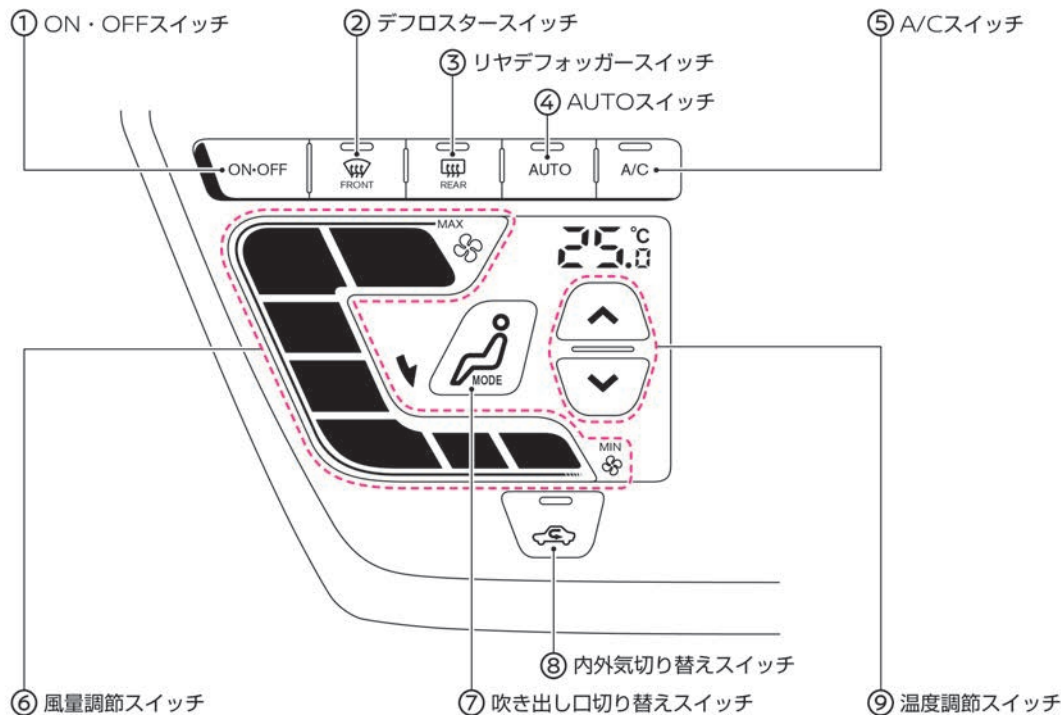 ① ON・OFFスイッチ
② デフロスタースイッチ
⑤ A/Cスイッチ
③ リヤデフォッガースイッチ
④ AUTOスイッチ
ON•OFF
FRONT
REAR
AUTO
A/C
MAX
25.0
℃
MODE
MIN
⑧ 内外気切り替えスイッチ
⑥ 風量調節スイッチ
⑦ 吹き出し口切り替えスイッチ
⑨ 温度調節スイッチ